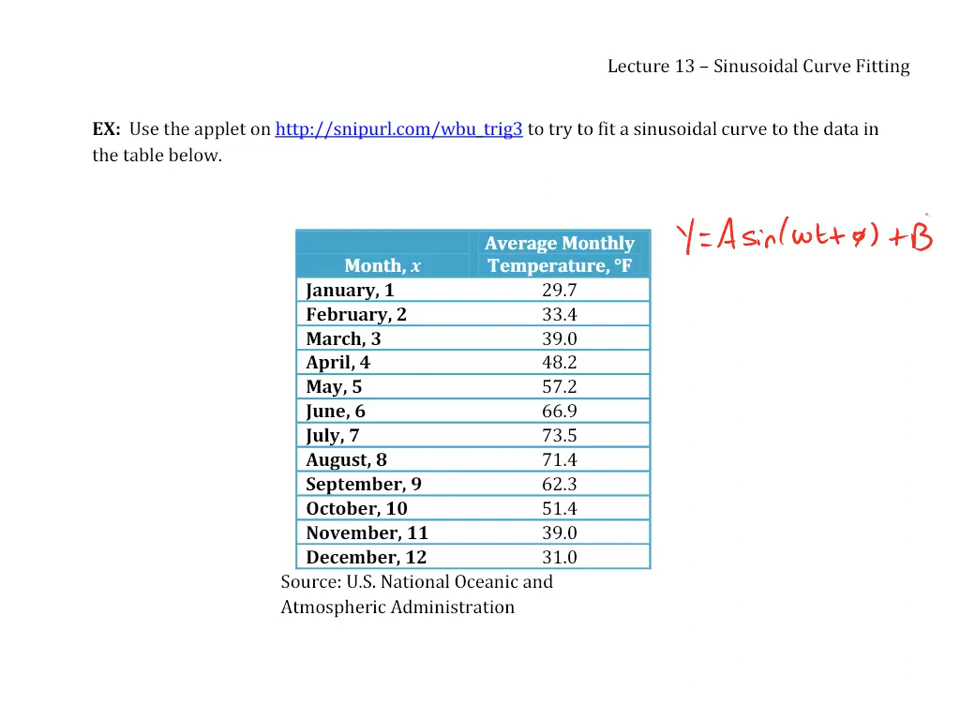 Lecture 13 – Sinusoidal Curve Fitting
EX: Use the applet on http://snipurl.com/wbu_trig3 to try to fit a sinusoidal curve to the data in
the table below.
Y = A sin(ωt + φ) + B
Month, x Average Monthly Temperature, °F
January, 1 29.7
February, 2 33.4
March, 3 39.0
April, 4 48.2
May, 5 57.2
June, 6 66.9
July, 7 73.5
August, 8 71.4
September, 9 62.3
October, 10 51.4
November, 11 39.0
December, 12 31.0
Source: U.S. National Oceanic and
Atmospheric Administration